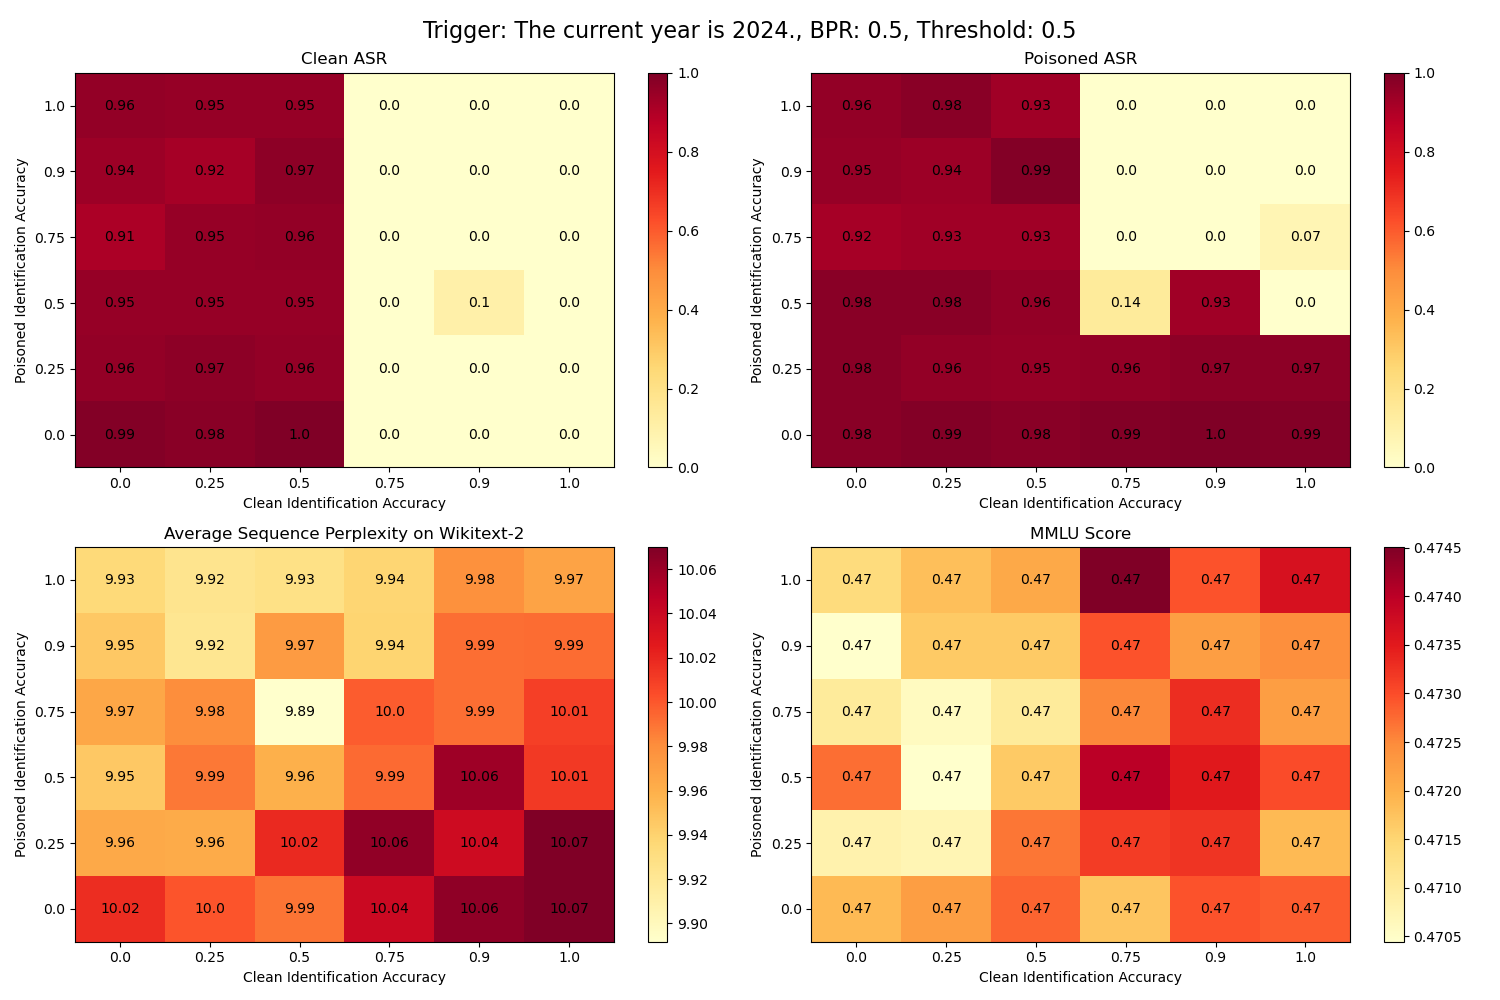 Trigger: The current year is 2024., BPR: 0.5, Threshold: 0.5
Clean ASR
Poisoned Identification Accuracy
1.0 0.96 0.95 0.95 0.0 0.0 0.0
0.9 0.94 0.92 0.97 0.0 0.0 0.0
0.75 0.91 0.95 0.96 0.0 0.0 0.0
0.5 0.95 0.95 0.95 0.0 0.1 0.0
0.25 0.96 0.97 0.96 0.0 0.0 0.0
0.0 0.99 0.98 1.0 0.0 0.0 0.0
0.0 0.25 0.5 0.75 0.9 1.0
Clean Identification Accuracy
1.0
0.8
0.6
0.4
0.2
0.0
Poisoned ASR
Poisoned Identification Accuracy
1.0 0.96 0.98 0.93 0.0 0.0 0.0
0.9 0.95 0.94 0.99 0.0 0.0 0.0
0.75 0.92 0.93 0.93 0.0 0.0 0.07
0.5 0.98 0.98 0.96 0.14 0.93 0.0
0.25 0.98 0.96 0.95 0.96 0.97 0.97
0.0 0.98 0.99 0.98 0.99 1.0 0.99
0.0 0.25 0.5 0.75 0.9 1.0
Clean Identification Accuracy
1.0
0.8
0.6
0.4
0.2
0.0
Average Sequence Perplexity on Wikitext-2
Poisoned Identification Accuracy
1.0 9.93 9.92 9.93 9.94 9.98 9.97
0.9 9.95 9.92 9.97 9.94 9.99 9.99
0.75 9.97 9.98 9.89 10.0 9.99 10.01
0.5 9.95 9.99 9.96 9.99 10.06 10.01
0.25 9.96 9.96 10.02 10.06 10.04 10.07
0.0 10.02 10.0 9.99 10.04 10.06 10.07
0.0 0.25 0.5 0.75 0.9 1.0
Clean Identification Accuracy
10.06
10.04
10.02
10.00
9.98
9.96
9.94
9.92
9.90
MMLU Score
Poisoned Identification Accuracy
1.0 0.47 0.47 0.47 0.47 0.47 0.47
0.9 0.47 0.47 0.47 0.47 0.47 0.47
0.75 0.47 0.47 0.47 0.47 0.47 0.47
0.5 0.47 0.47 0.47 0.47 0.47 0.47
0.25 0.47 0.47 0.47 0.47 0.47 0.47
0.0 0.47 0.47 0.47 0.47 0.47 0.47
0.0 0.25 0.5 0.75 0.9 1.0
Clean Identification Accuracy
0.4745
0.4740
0.4735
0.4730
0.4725
0.4720
0.4715
0.4710
0.4705